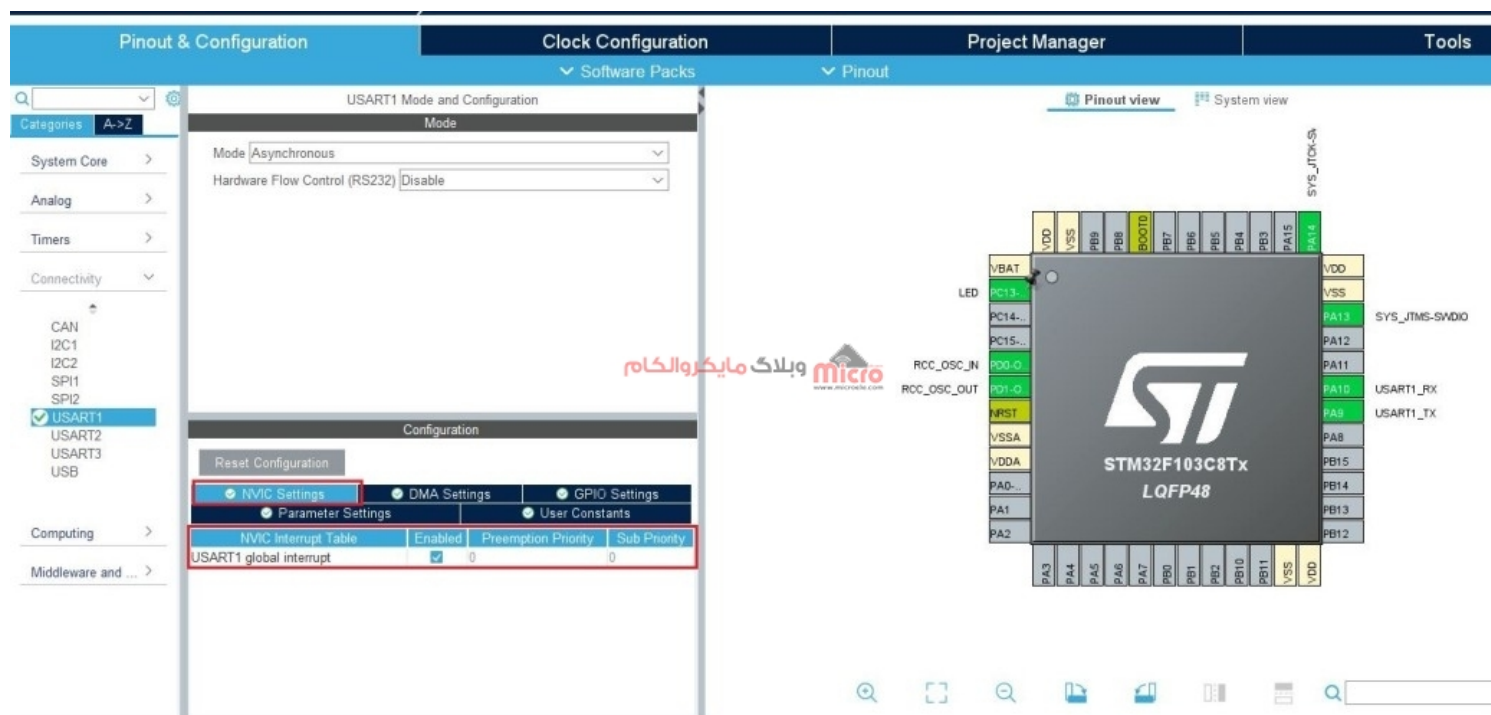 Pinout & Configuration
Clock Configuration
Project Manager
Tools
Software Packs
Pinout
Categories
A->Z
System Core
Analog
Timers
Connectivity
CAN
I2C1
I2C2
SPI1
SPI2
USART1
USART2
USART3
USB
Computing
Middleware and ...
USART1 Mode and Configuration
Mode
Mode Asynchronous
Hardware Flow Control (RS232) Disable
Configuration
Reset Configuration
NVIC Settings
DMA Settings
GPIO Settings
Parameter Settings
User Constants
NVIC Interrupt Table Enabled Preemption Priority Sub Priority
USART1 global interrupt 0 0
وبلاگ مایکروالکام
micro
www.microele.com
Pinout view
System view
SYS_JTCK-SW
VDD
VSS
PB9
PB8
BOOT0
PB7
PB6
PB5
PB4
PB3
PA15
PA14
VBAT
LED PC13-
PC14-..
PC15-..
RCC_OSC_IN PD0-O
RCC_OSC_OUT PD1-O
NRST
VSSA
VDDA
PA0-..
PA1
PA2
ST
STM32F103C8Tx
LQFP48
VDD
VSS
PA13 SYS_JTMS-SWDIO
PA12
PA11
PA10 USART1_RX
PA9 USART1_TX
PA8
PB15
PB14
PB13
PB12
PA3
PA4
PA5
PA6
PA7
PB0
PB1
PB2
PB10
PB11
VSS
VDD